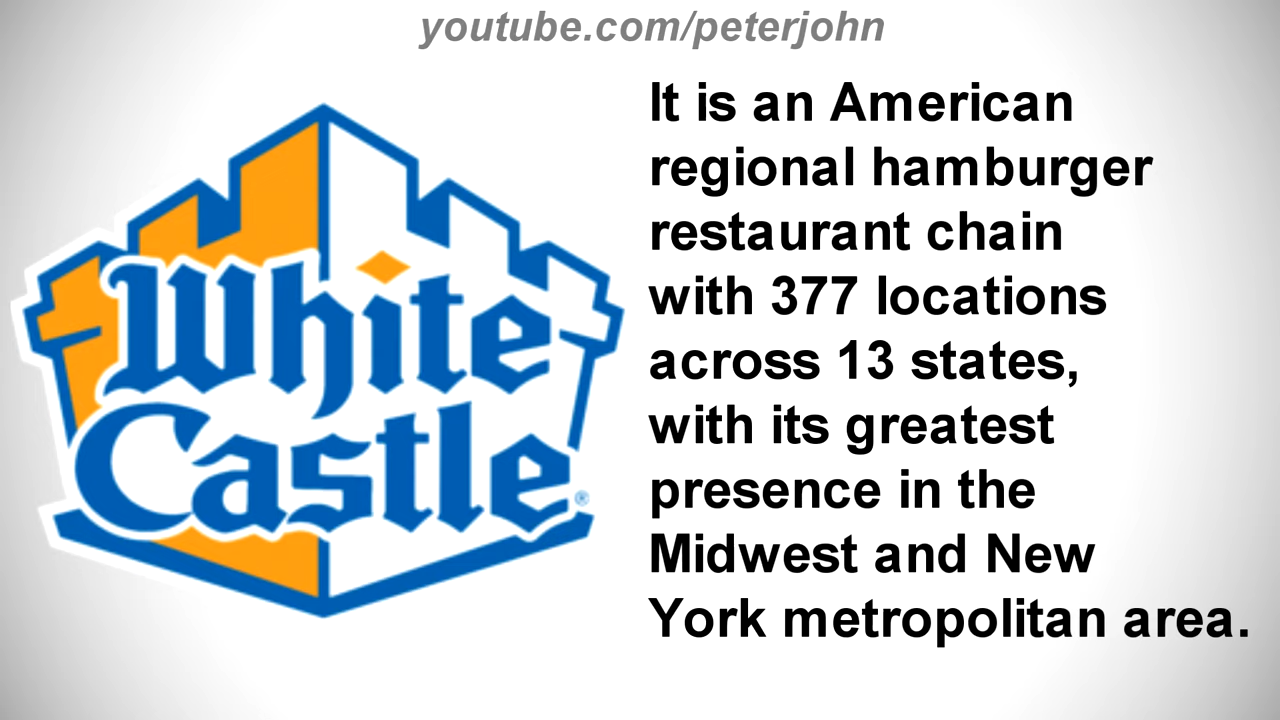 youtube.com/peterjohn
White
Castle®
It is an American
regional hamburger
restaurant chain
with 377 locations
across 13 states,
with its greatest
presence in the
Midwest and New
York metropolitan area.